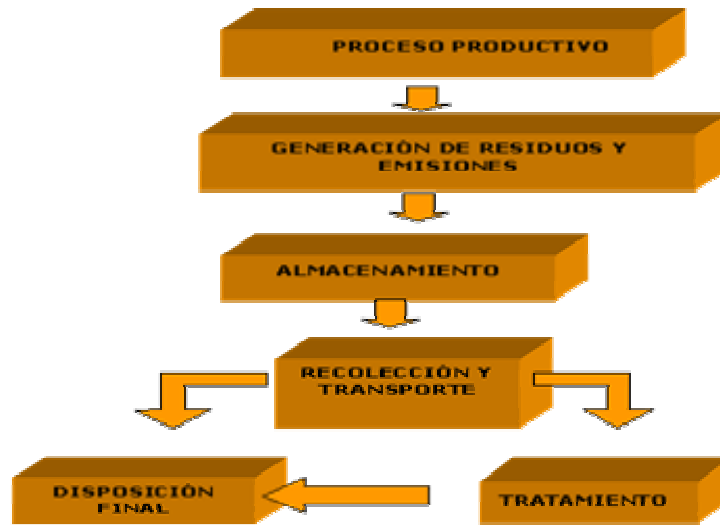 PROCESO PRODUCTIVO
GENERACIÓN DE RESIDUOS Y
EMISIONES
ALMACENAMIENTO
RECOLECCIÓN Y
TRANSPORTE
DISPOSICIÓN
FINAL
TRATAMIENTO